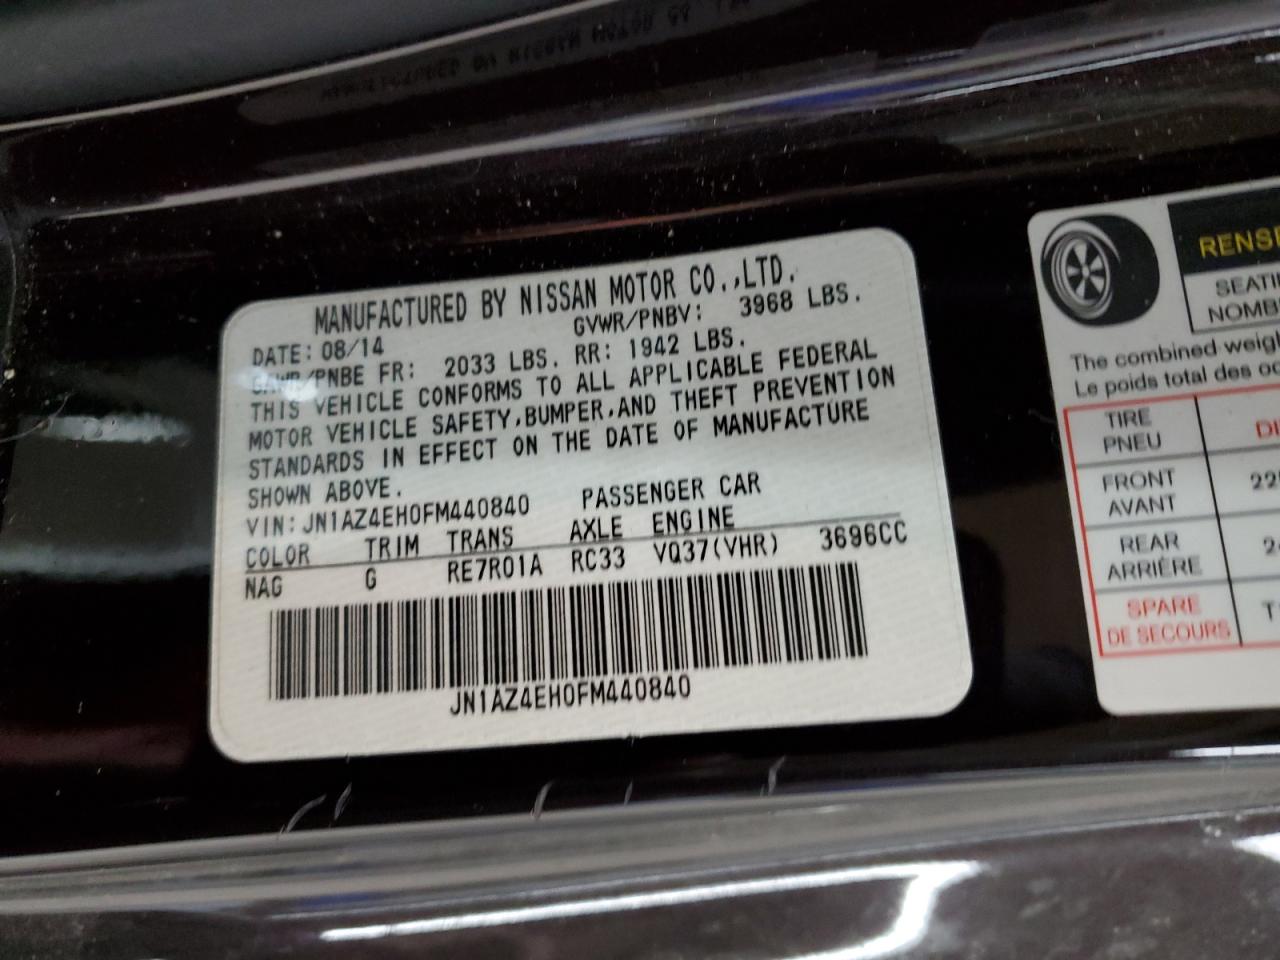 MANUFACTURED BY NISSAN MOTOR CO.,LTD.
DATE: 08/14 GVWR/PNBV: 3968 LBS.
GAWR/PNBE FR: 2033 LBS. RR: 1942 LBS.
THIS VEHICLE CONFORMS TO ALL APPLICABLE FEDERAL
MOTOR VEHICLE SAFETY,BUMPER,AND THEFT PREVENTION
STANDARDS IN EFFECT ON THE DATE OF MANUFACTURE
SHOWN ABOVE.
VIN: JN1AZ4EH0FM440840 PASSENGER CAR
COLOR TRIM TRANS AXLE ENGINE
NAG G RE7R01A RC33 VQ37(VHR) 3696CC
JN1AZ4EH0FM440840
The combined
Le poids total des
TIRE
PNEU
FRONT
AVANT
REAR
ARRIÈRE
SPARE
DE SECOURS